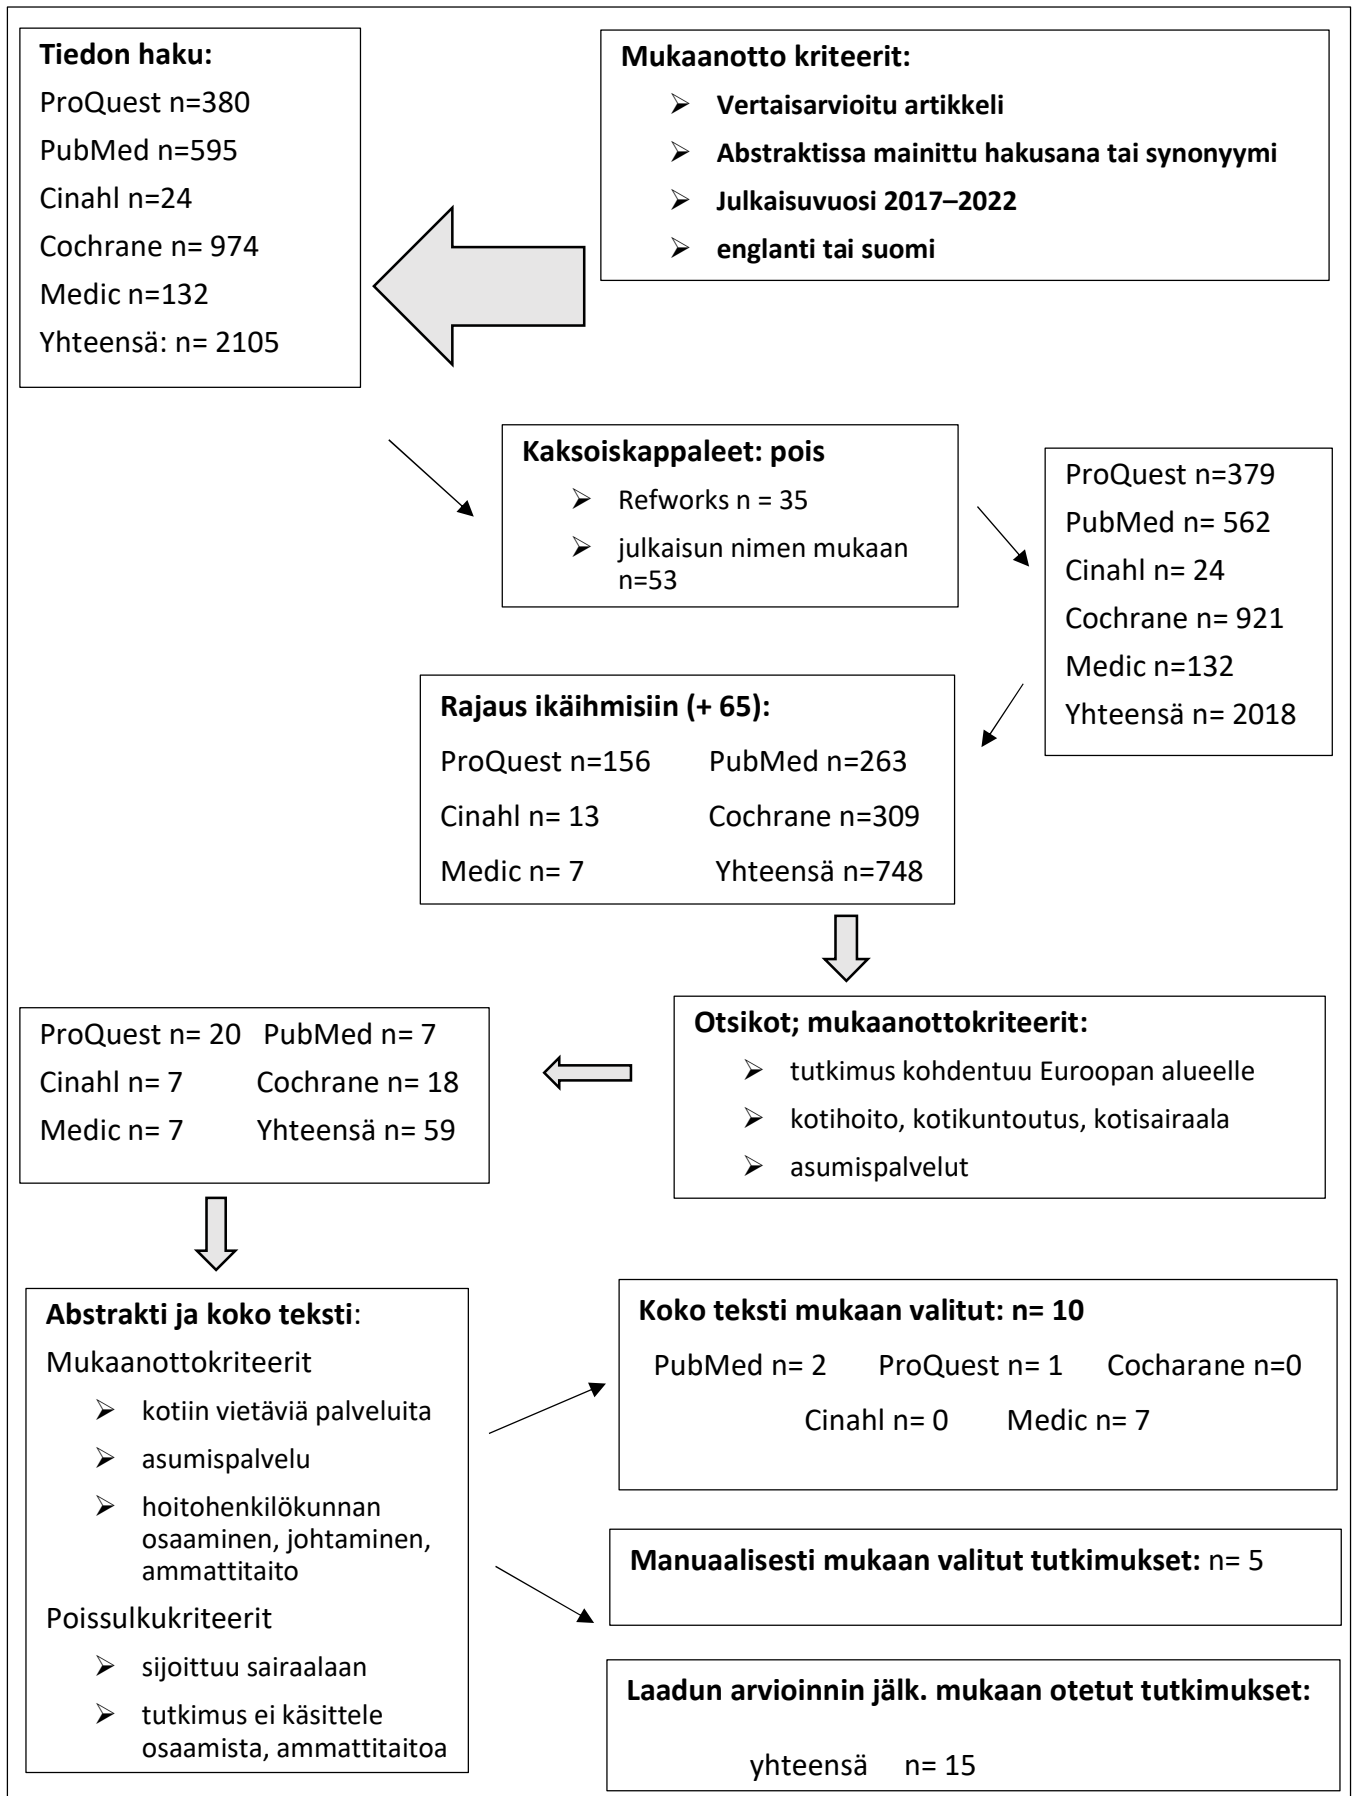 Tiedon haku:
ProQuest n=380
PubMed n=595
Cinahl n=24
Cochrane n= 974
Medic n=132
Yhteensä: n= 2105
Mukaanotto kriteerit:
➢ Vertaisarvioitu artikkeli
➢ Abstraktissa mainittu hakusana tai synonyymi
➢ Julkaisuvuosi 2017–2022
➢ englanti tai suomi
Kaksoiskappaleet: pois
➢ Refworks n = 35
➢ julkaisun nimen mukaan
n=53
ProQuest n=379
PubMed n= 562
Cinahl n= 24
Cochrane n= 921
Medic n=132
Yhteensä n= 2018
Rajaus ikäihmisiin (+ 65):
ProQuest n=156 PubMed n=263
Cinahl n= 13 Cochrane n=309
Medic n= 7 Yhteensä n=748
Otsikot; mukaanottokriteerit:
➢ tutkimus kohdentuu Euroopan alueelle
➢ kotihoito, kotikuntoutus, kotisairaala
➢ asumispalvelut
ProQuest n= 20 PubMed n= 7
Cinahl n= 7 Cochrane n= 18
Medic n= 7 Yhteensä n= 59
Abstrakti ja koko teksti:
Mukaanottokriteerit
➢ kotiin vietäviä palveluita
➢ asumispalvelu
➢ hoitohenkilökunnan
osaaminen, johtaminen,
ammattitaito
Poissulkukriteerit
➢ sijoittuu sairaalaan
➢ tutkimus ei käsittele
osaamista, ammattitaitoa
Koko teksti mukaan valitut: n= 10
PubMed n= 2 ProQuest n= 1 Cocharane n=0
Cinahl n= 0 Medic n= 7
Manuaalisesti mukaan valitut tutkimukset: n= 5
Laadun arvioinnin jälk. mukaan otetut tutkimukset:
yhteensä n= 15